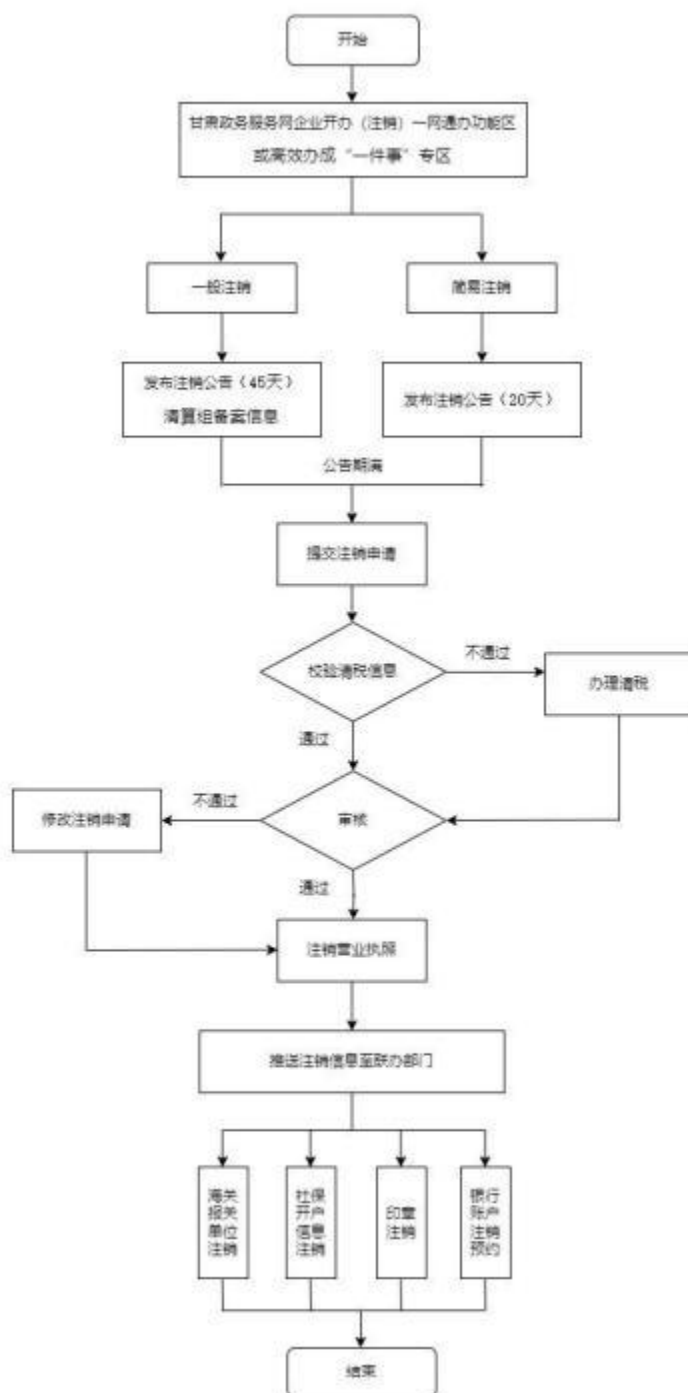 开始
甘肃政务服务网企业开办（注销）一网通办功能区
或高效办成“一件事”专区
一般注销
简易注销
发布注销公告（45天）
清算组备案信息
发布注销公告（20天）
公告期满
提交注销申请
校验清税信息
不通过
办理清税
通过
审核
不通过
修改注销申请
通过
注销营业执照
推送注销信息至联办部门
海关
报关
单位
注销
社保
开户
信息
注销
印章
注销
银行
账户
注销
预约
结束